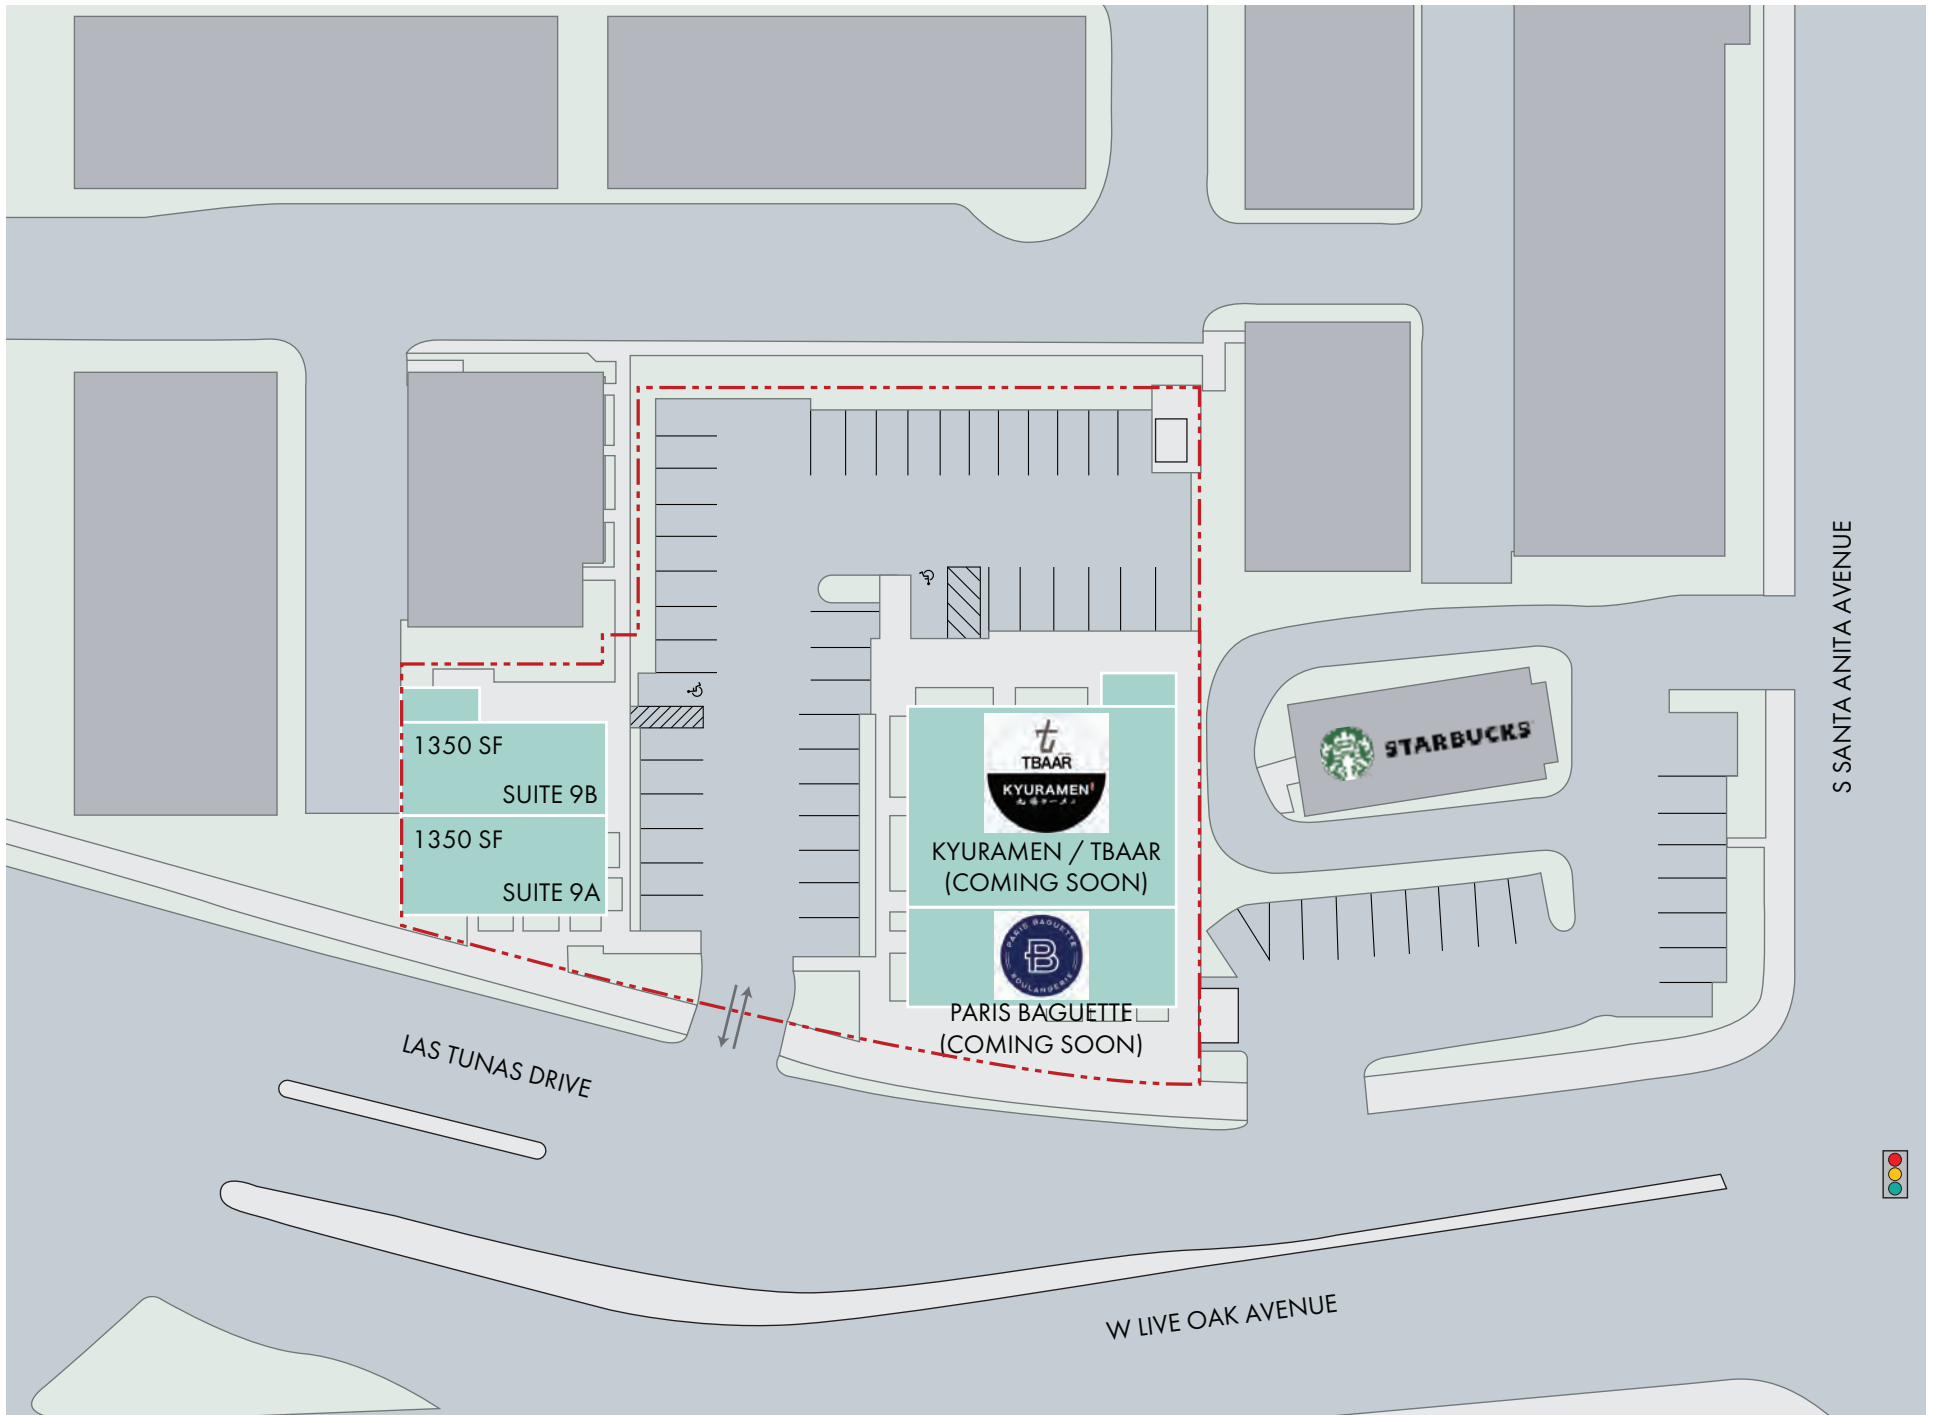 S SANTA ANITA AVENUE
1350 SF
SUITE 9B
1350 SF
SUITE 9A
t
TBAAR
KYURAMEN
KYURAMEN / TBAAR
(COMING SOON)
STARBUCKS
PARIS BAGUETTE
B
BOULANGERIE
PARIS BAGUETTE
(COMING SOON)
LAS TUNAS DRIVE
W LIVE OAK AVENUE